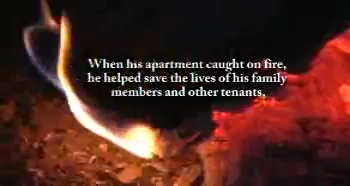 When his apartment caught on fire,
he helped save the lives of his family
members and other tenants.